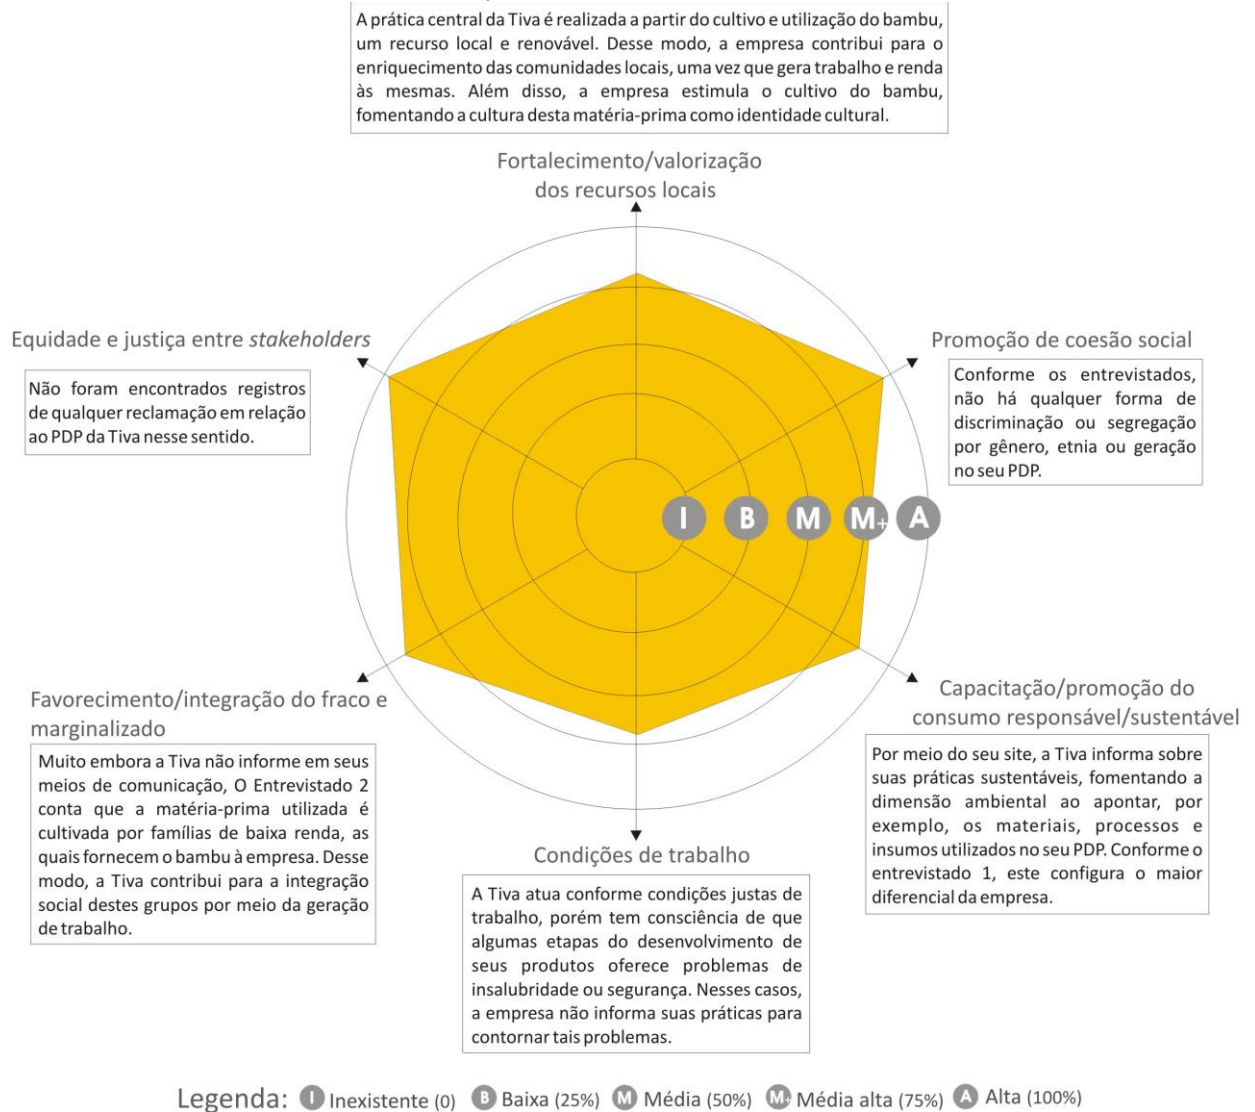 A prática central da Tiva é realizada a partir do cultivo e utilização do bambu,
um recurso local e renovável. Desse modo, a empresa contribui para o
enriquecimento das comunidades locais, uma vez que gera trabalho e renda
às mesmas. Além disso, a empresa estimula o cultivo do bambu,
fomentando a cultura desta matéria-prima como identidade cultural.
Fortalecimento/valorização
dos recursos locais
Equidade e justiça entre stakeholders
Não foram encontrados registros
de qualquer reclamação em relação
ao PDP da Tiva nesse sentido.
Promoção de coesão social
Conforme os entrevistados,
não há qualquer forma de
discriminação ou segregação
por gênero, etnia ou geração
no seu PDP.
I B M M+ A
Favorecimento/integração do fraco e
marginalizado
Muito embora a Tiva não informe em seus
meios de comunicação, O Entrevistado 2
conta que a matéria-prima utilizada é
cultivada por famílias de baixa renda, as
quais fornecem o bambu à empresa. Desse
modo, a Tiva contribui para a integração
social destes grupos por meio da geração
de trabalho.
Capacitação/promoção do
consumo responsável/sustentável
Por meio do seu site, a Tiva informa sobre
suas práticas sustentáveis, fomentando a
dimensão ambiental ao apontar, por
exemplo, os materiais, processos e
insumos utilizados no seu PDP. Conforme o
entrevistado 1, este configura o maior
diferencial da empresa.
Condições de trabalho
A Tiva atua conforme condições justas de
trabalho, porém tem consciência de que
algumas etapas do desenvolvimento de
seus produtos oferece problemas de
insalubridade ou segurança. Nesses casos,
a empresa não informa suas práticas para
contornar tais problemas.
Legenda: I Inexistente (0) B Baixa (25%) M Média (50%) M+ Média alta (75%) A Alta (100%)